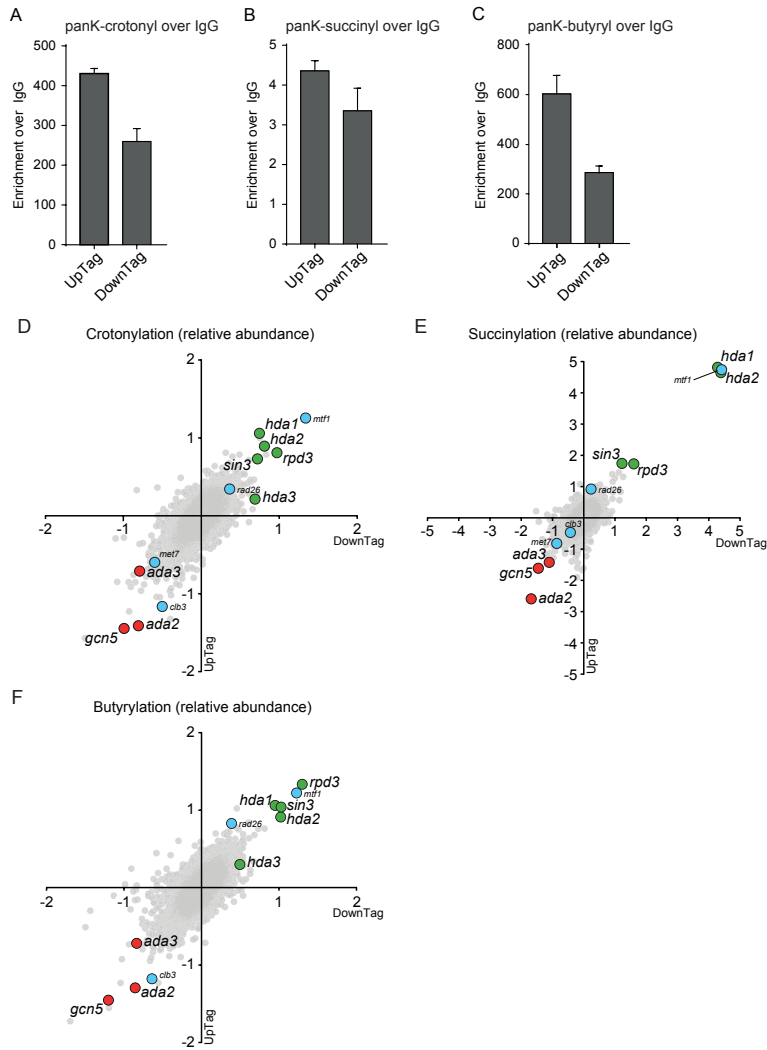 A
panK-crotonyl over IgG
Enrichment over IgG
500
400
300
200
100
0
UpTag
DownTag
B
panK-succinyl over IgG
Enrichment over IgG
5
4
3
2
1
0
UpTag
DownTag
C
panK-butyryl over IgG
Enrichment over IgG
800
600
400
200
0
UpTag
DownTag
D
Crotonylation (relative abundance)
2
1
-2
-1
1
2
-1
-2
DownTag
UpTag
hda1
mtf1
hda2
rpd3
sin3
rad26
hda3
met7
ada3
clb3
gcn5
ada2
E
Succinylation (relative abundance)
5
4
3
2
1
0
-5
-4
-3
-2
-1
1
2
3
4
5
-1
-2
-3
-4
-5
DownTag
UpTag
hda1
mtf1
hda2
sin3
rpd3
rad26
clb3
met7
ada3
gcn5
ada2
F
Butyrylation (relative abundance)
2
1
-2
-1
1
2
-1
-2
DownTag
UpTag
rpd3
mtf1
hda1
sin3
hda2
rad26
hda3
ada3
clb3
ada2
gcn5